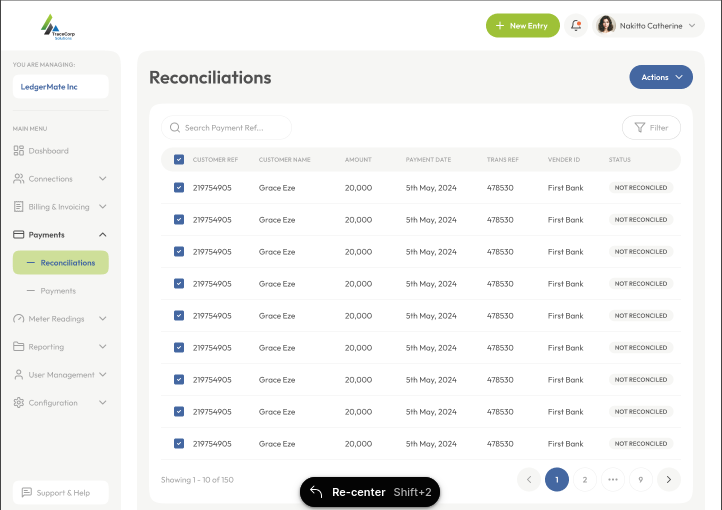 TraceCorp
Solutions
New Entry
Nakitto Catherine
YOU ARE MANAGING:
LedgerMate Inc
MAIN MENU
Dashboard
Connections
Billing & Invoicing
Payments
Reconciliations
Payments
Meter Readings
Reporting
User Management
Configuration
Support & Help
Reconciliations
Actions
Search Payment Ref...
Filter
CUSTOMER REF CUSTOMER NAME AMOUNT PAYMENT DATE TRANS REF VENDER ID STATUS
219754905 Grace Eze 20,000 5th May, 2024 478530 First Bank NOT RECONCILED
219754905 Grace Eze 20,000 5th May, 2024 478530 First Bank NOT RECONCILED
219754905 Grace Eze 20,000 5th May, 2024 478530 First Bank NOT RECONCILED
219754905 Grace Eze 20,000 5th May, 2024 478530 First Bank NOT RECONCILED
219754905 Grace Eze 20,000 5th May, 2024 478530 First Bank NOT RECONCILED
219754905 Grace Eze 20,000 5th May, 2024 478530 First Bank NOT RECONCILED
219754905 Grace Eze 20,000 5th May, 2024 478530 First Bank NOT RECONCILED
219754905 Grace Eze 20,000 5th May, 2024 478530 First Bank NOT RECONCILED
219754905 Grace Eze 20,000 5th May, 2024 478530 First Bank NOT RECONCILED
Showing 1 - 10 of 150
1 2 ••• 9
Re-center Shift+2